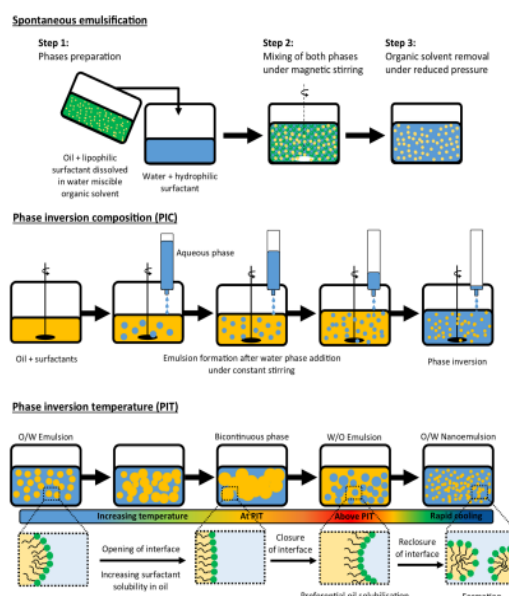 Spontaneous emulsification
Step 1:
Phases preparation
Step 2:
Mixing of both phases
under magnetic stirring
Step 3:
Organic solvent removal
under reduced pressure
Oil + lipophilic
surfactant dissolved
in water miscible
organic solvent
Water + hydrophilic
surfactant
Phase inversion composition (PIC)
Aqueous phase
Oil + surfactants
Emulsion formation after water phase addition
under constant stirring
Phase inversion
Phase inversion temperature (PIT)
O/W Emulsion
Bicontinuous phase
W/O Emulsion
O/W Nanoemulsion
Increasing temperature
At PIT
Above PIT
Rapid cooling
Opening of interface
Increasing surfactant
solubility in oil
Closure
of interface
Reclosure
of interface
Preferential oil solubilisation
Formation